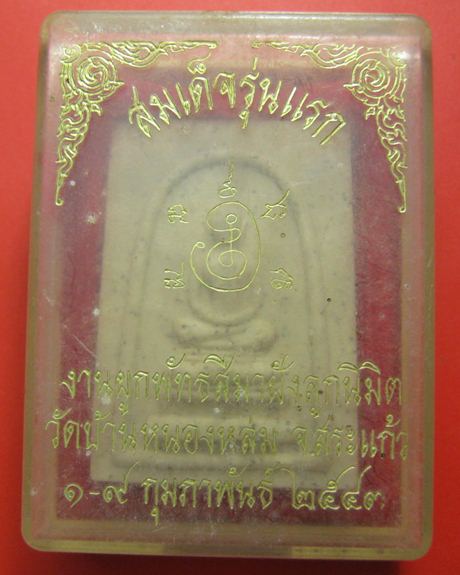 สมเด็จรุ่นแรก
งานผูกพัทธสีมาฝังลูกนิมิต
วัดบ้านหนองหล่ม จ.สระแก้ว
๑-๙ กุมภาพันธ์ ๒๕๔๓